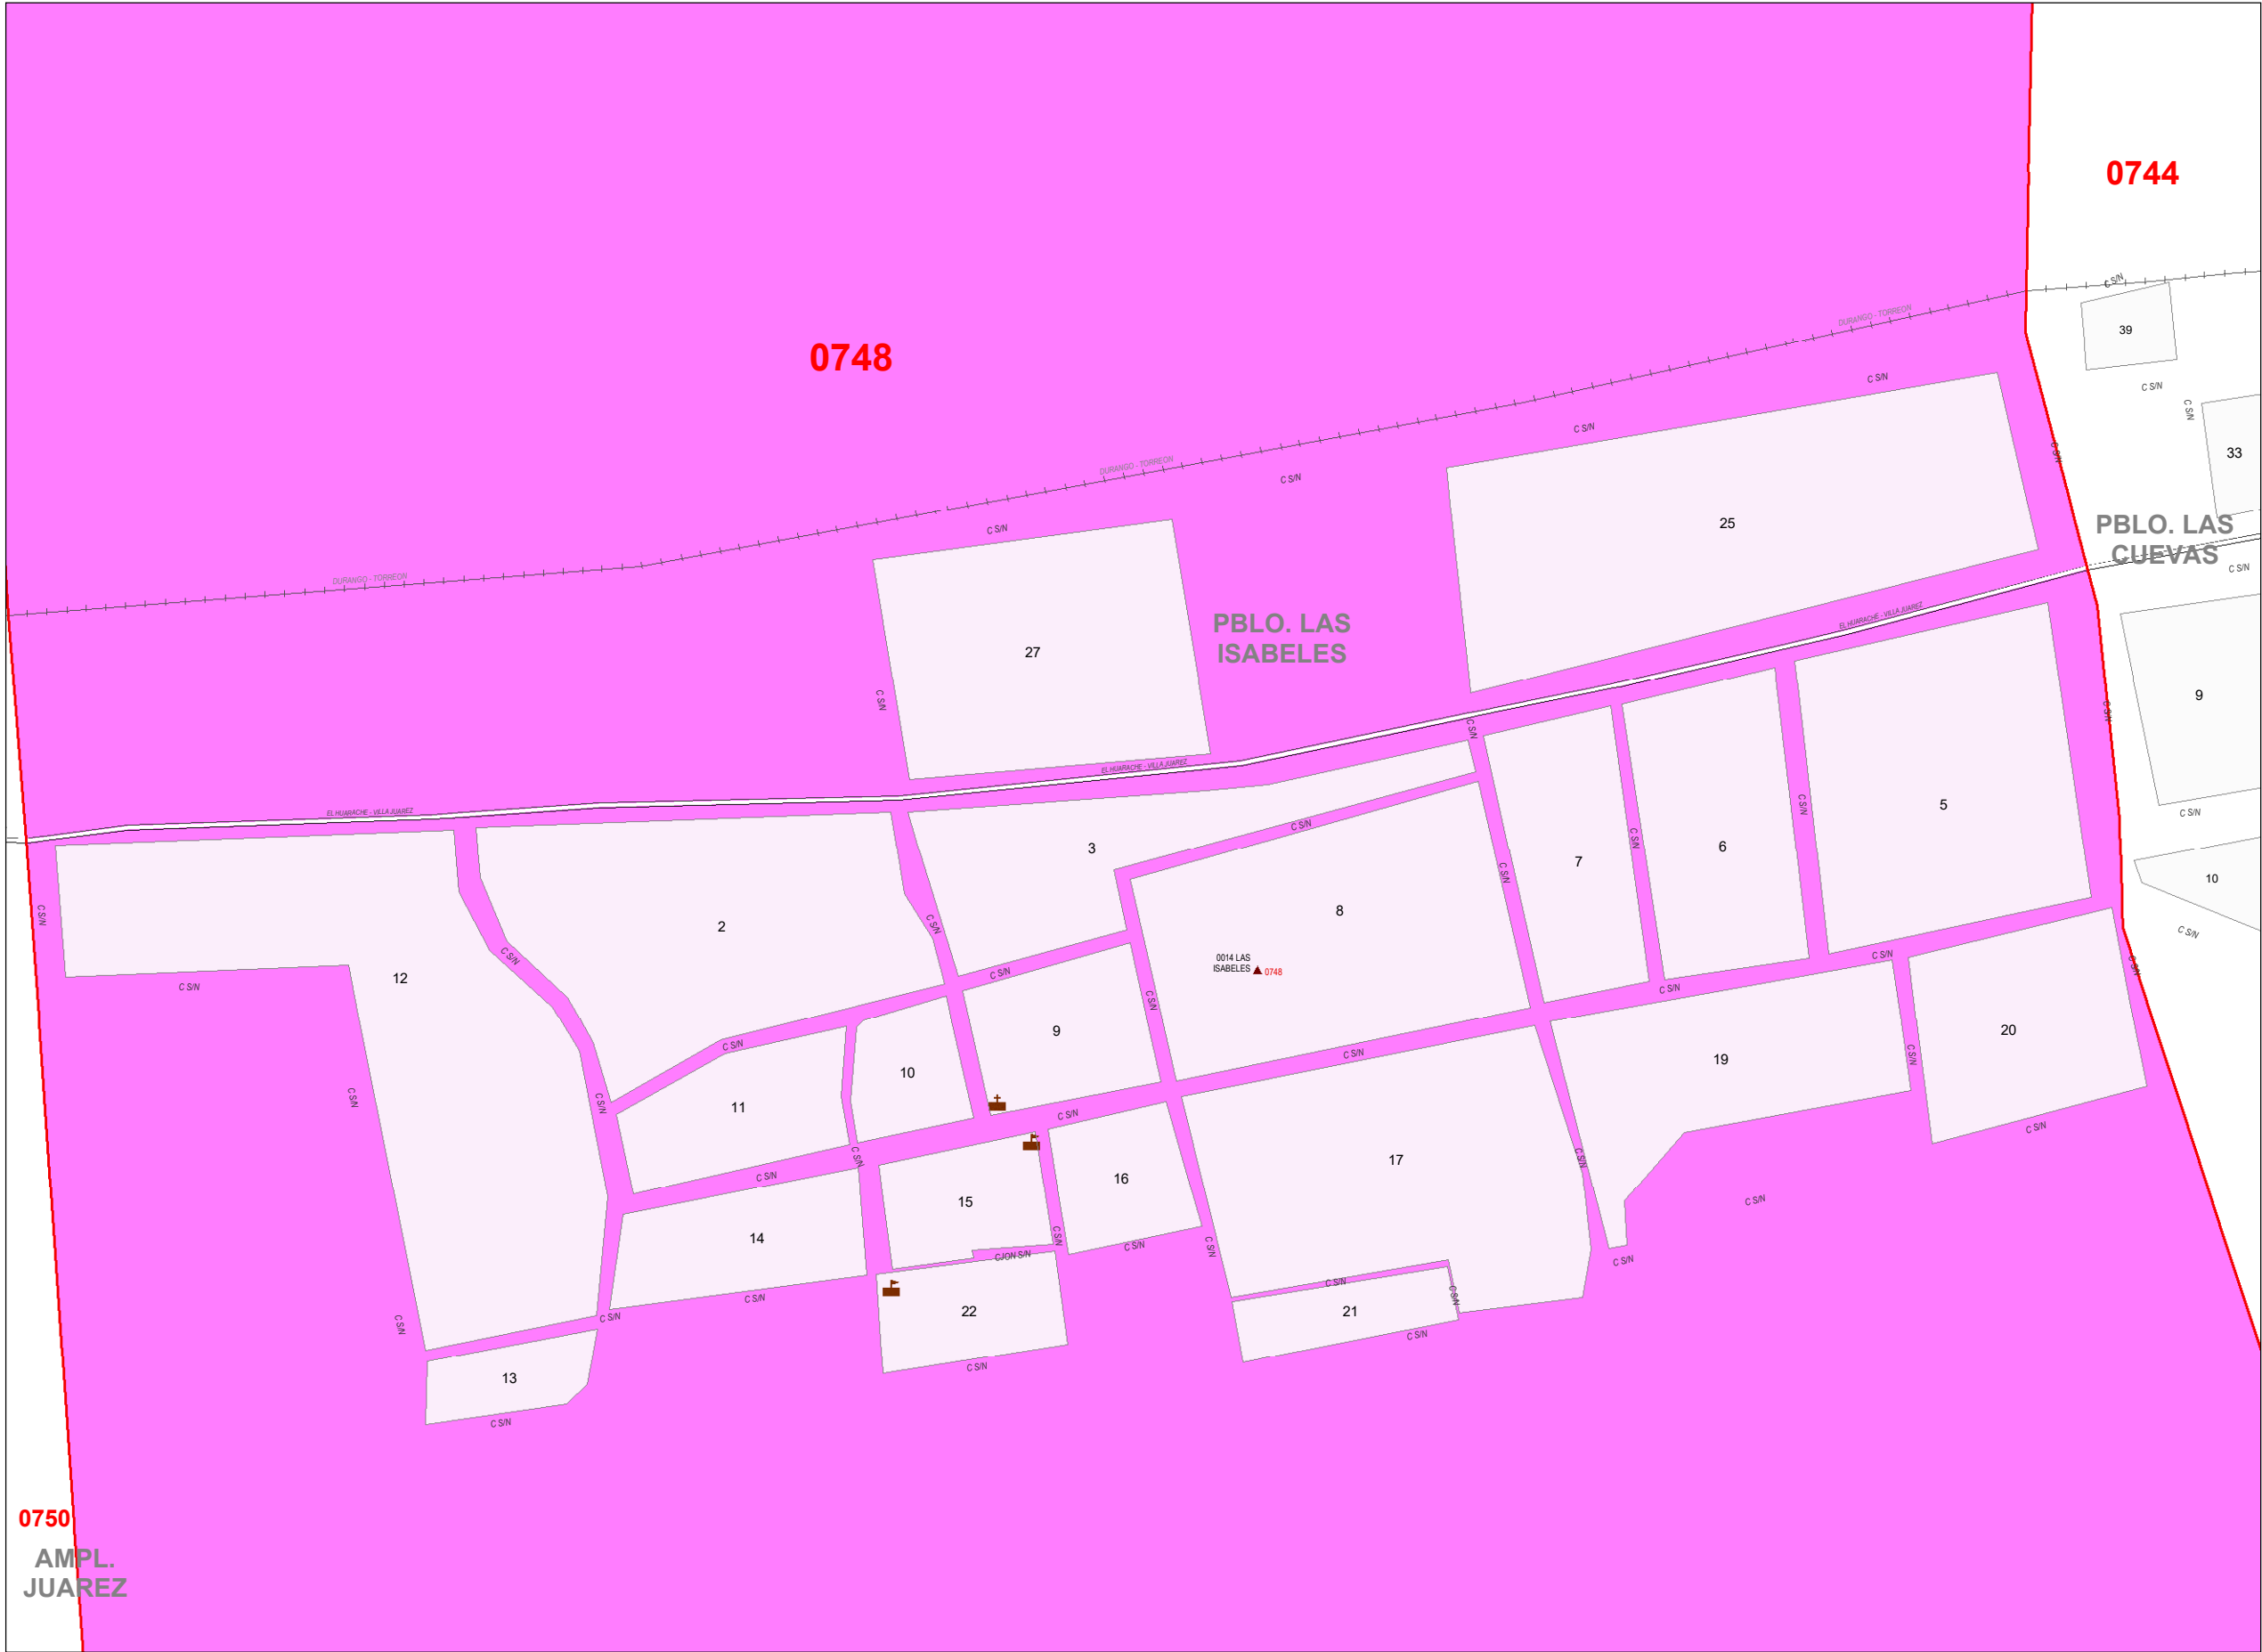 0744
C S/N
DURANGO - TORREON
39
0748
C S/N
C S/N
C S/N
33
C S/N
C S/N
DURANGO - TORREON
C S/N
25
PBLO. LAS
CUEVAS
C S/N
C S/N
DURANGO - TORREON
PBLO. LAS
ISABELES
EL HUARACHE - VILLA JUAREZ
27
C S/N
9
C S/N
C S/N
EL HUARACHE - VILLA JUAREZ
EL HUARACHE - VILLA JUAREZ
C S/N
C S/N
C S/N
C S/N
5
3
6
7
C S/N
10
8
C S/N
2
C S/N
C S/N
C S/N
C S/N
12
0014 LAS
ISABELES
0748
C S/N
C S/N
C S/N
C S/N
C S/N
C S/N
9
20
C S/N
C S/N
19
C S/N
10
C S/N
C S/N
11
C S/N
C S/N
C S/N
C S/N
17
C S/N
16
C S/N
15
C S/N
14
C S/N
C S/N
C S/N
CJON S/N
C S/N
C S/N
C S/N
C S/N
22
21
C S/N
C S/N
C S/N
C S/N
C S/N
13
C S/N
0750
AMPL.
JUAREZ